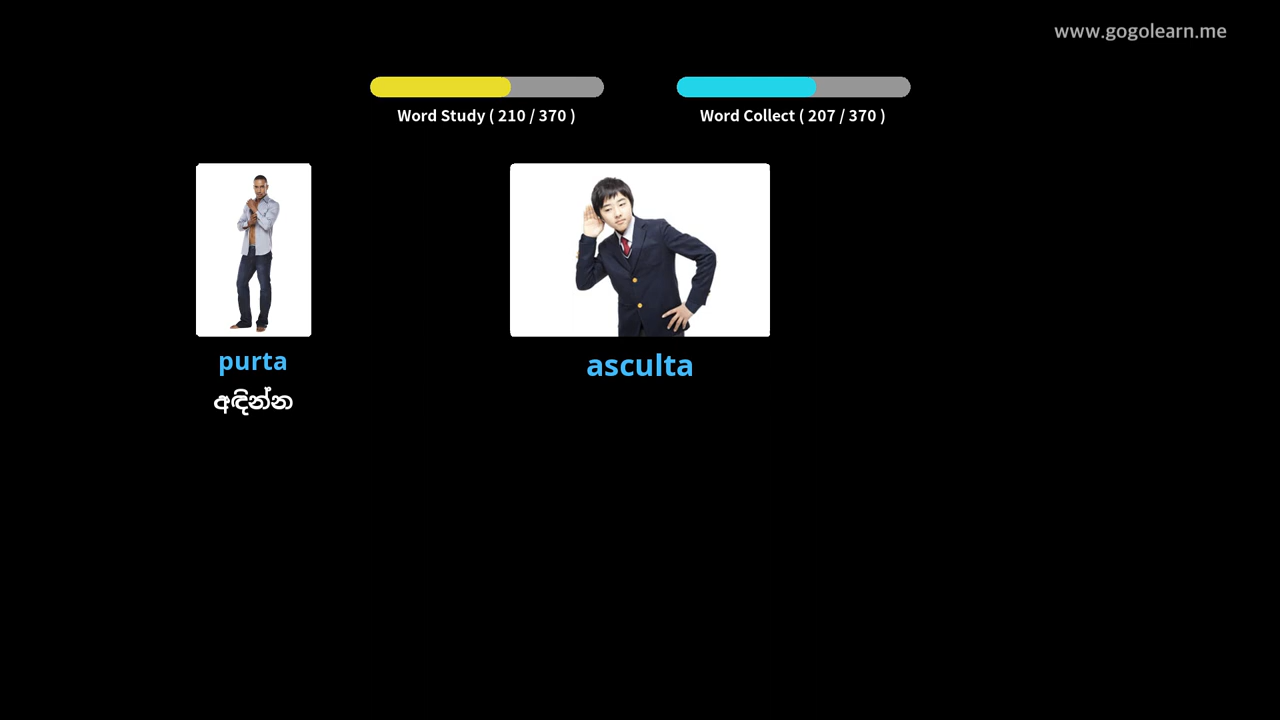 www.gogolearn.me
Word Study ( 210 / 370 )
Word Collect ( 207 / 370 )
purta
අඳින්න
asculta